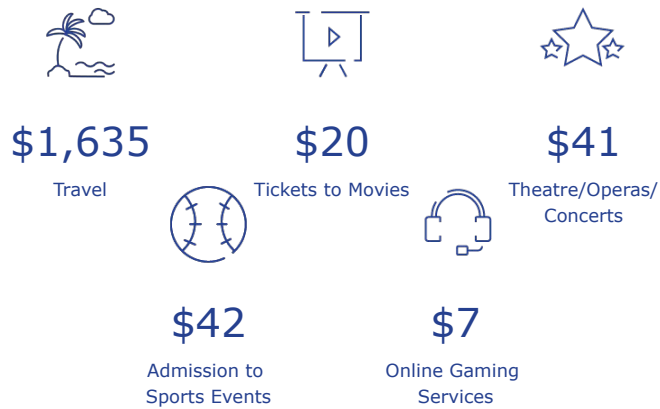 $1,635
Travel
$20
Tickets to Movies
$41
Theatre/Operas/
Concerts
$42
Admission to
Sports Events
$7
Online Gaming
Services